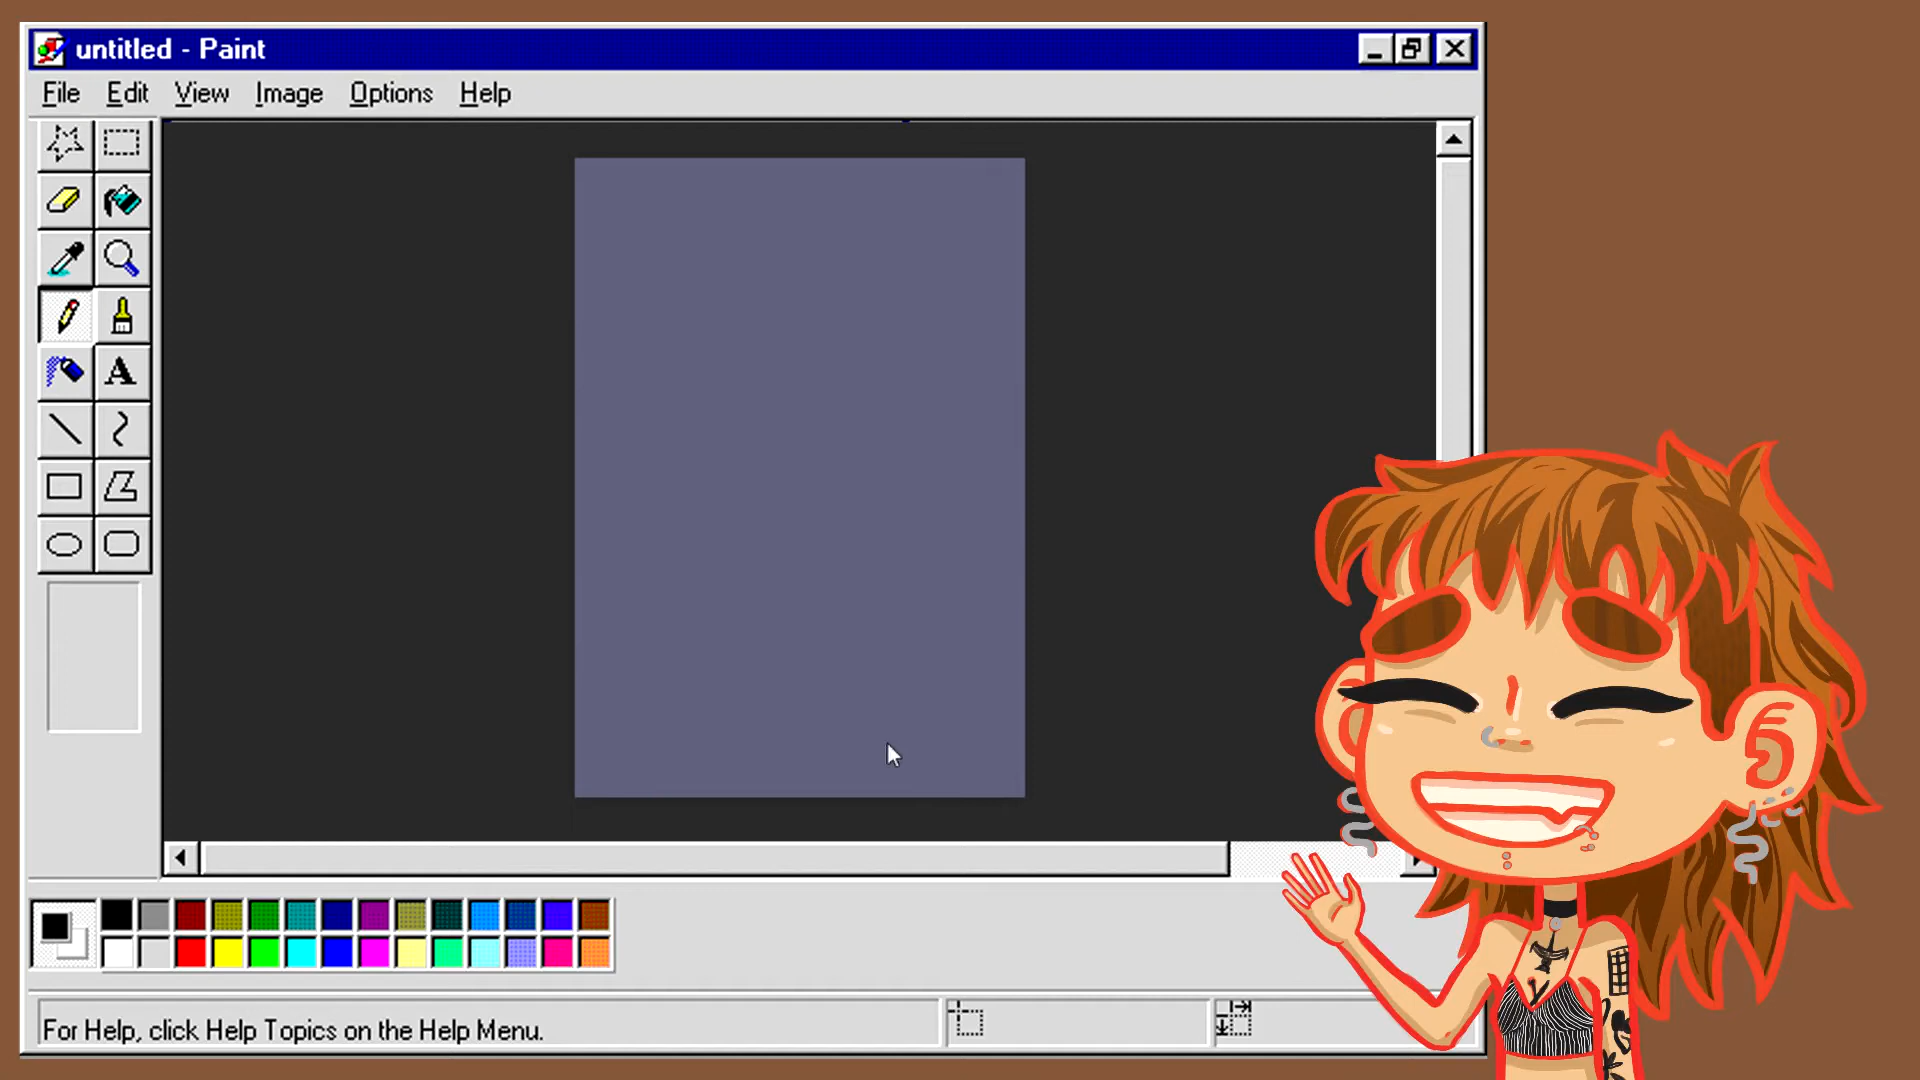 untitled - Paint
File Edit View Image Options Help
A
For Help, click Help Topics on the Help Menu.